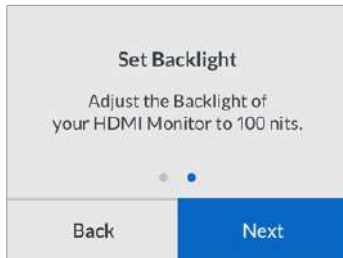 Set Backlight
Adjust the Backlight of
your HDMI Monitor to 100 nits.
Back
Next